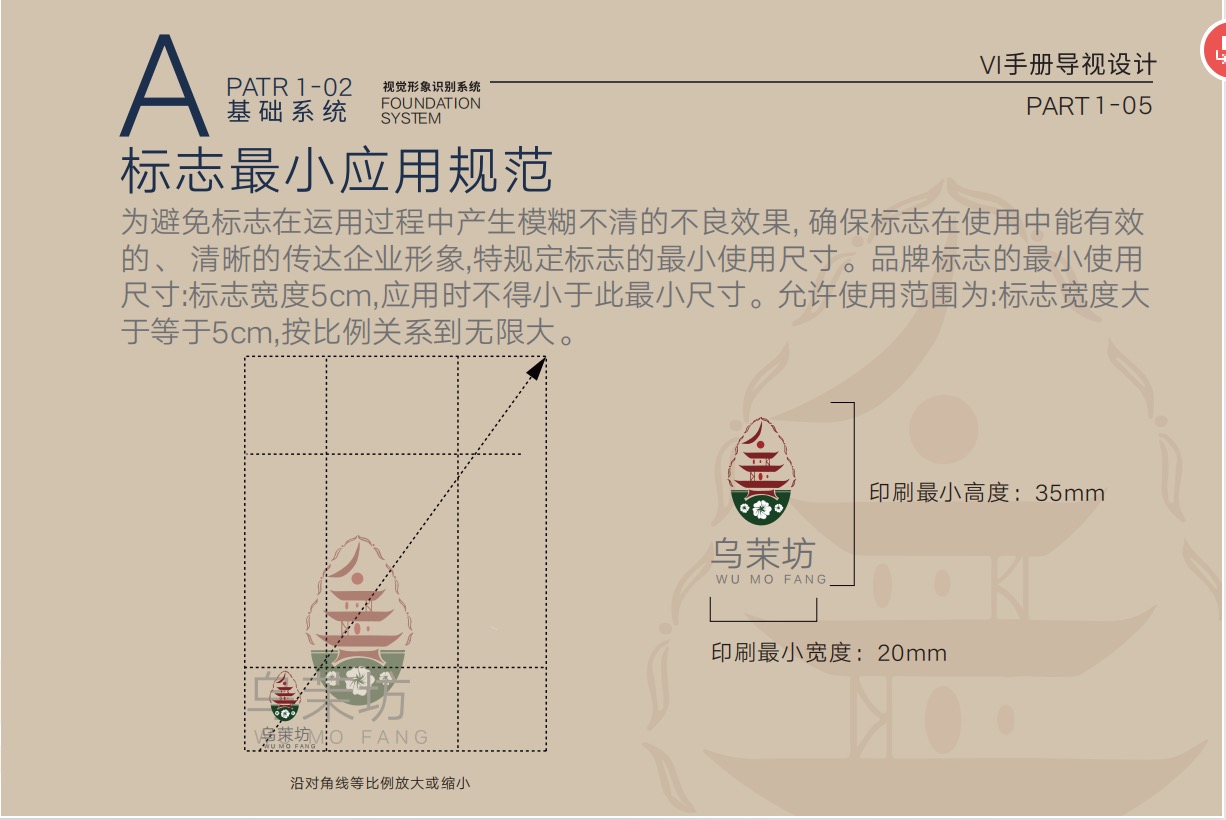 A
PATR 1-02
基础系统
视觉形象识别系统
FOUNDATION
SYSTEM
VI手册导视设计
PART 1-05
标志最小应用规范
为避免标志在运用过程中产生模糊不清的不良效果, 确保标志在使用中能有效
的、 清晰的传达企业形象,特规定标志的最小使用尺寸。品牌标志的最小使用
尺寸:标志宽度5cm,应用时不得小于此最小尺寸。允许使用范围为:标志宽度大
于等于5cm,按比例关系到无限大。
乌茉坊
WU MO FANG
乌茉坊
WU MO FANG
沿对角线等比例放大或缩小
乌茉坊
WU MO FANG
印刷最小高度：35mm
印刷最小宽度：20mm